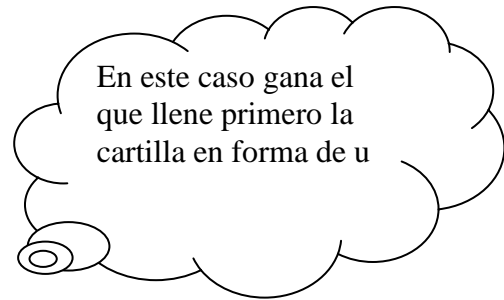 En este caso gana el
que llene primero la
cartilla en forma de u